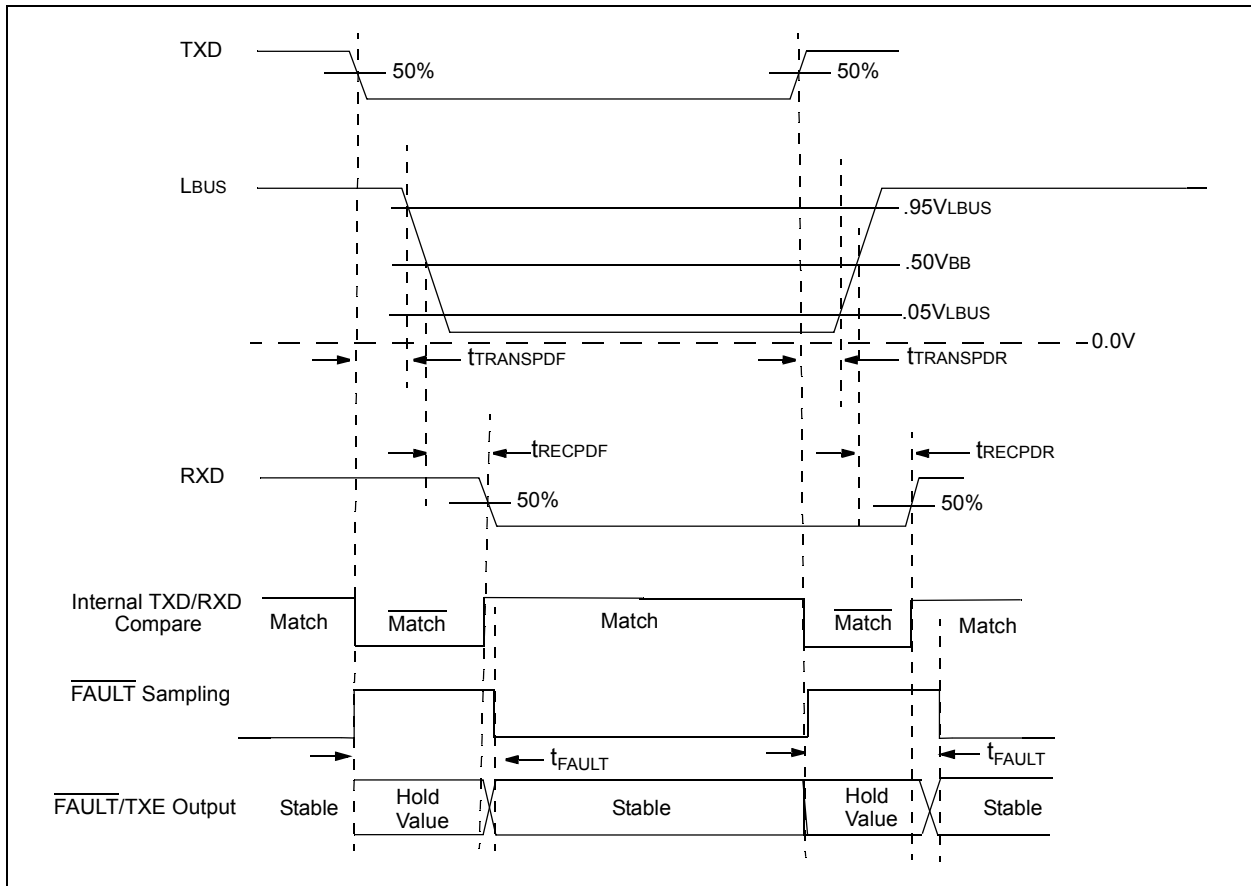 TXD
50%
50%
LBUS
.95VLBUS
.50VBB
.05VLBUS
0.0V
tTRANSPDF
tTRANSPDR
tRECPDF
tRECPDR
RXD
50%
50%
Internal TXD/RXD
Compare
Match
Match
Match
Match
Match
FAULT Sampling
tFAULT
tFAULT
FAULT/TXE Output
Stable
Hold
Value
Stable
Hold
Value
Stable